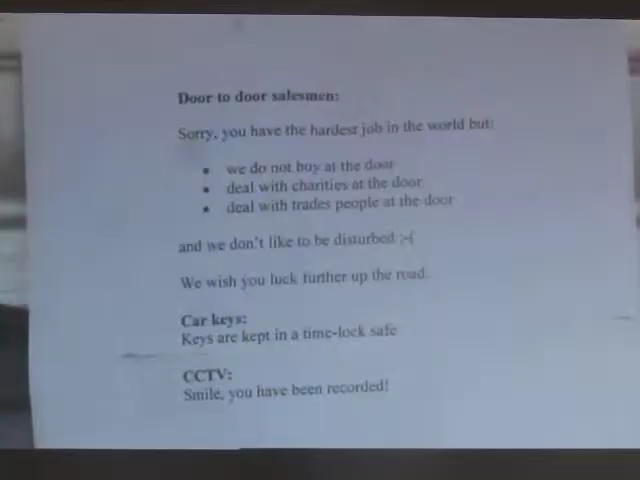 Door to door salesmen:
Sorry, you have the hardest job in the world but:
• we do not buy at the door
• deal with charities at the door
• deal with trades people at the door
and we don't like to be disturbed :-(
We wish you luck further up the road.
Car keys:
Keys are kept in a time-lock safe
CCTV:
Smile, you have been recorded!